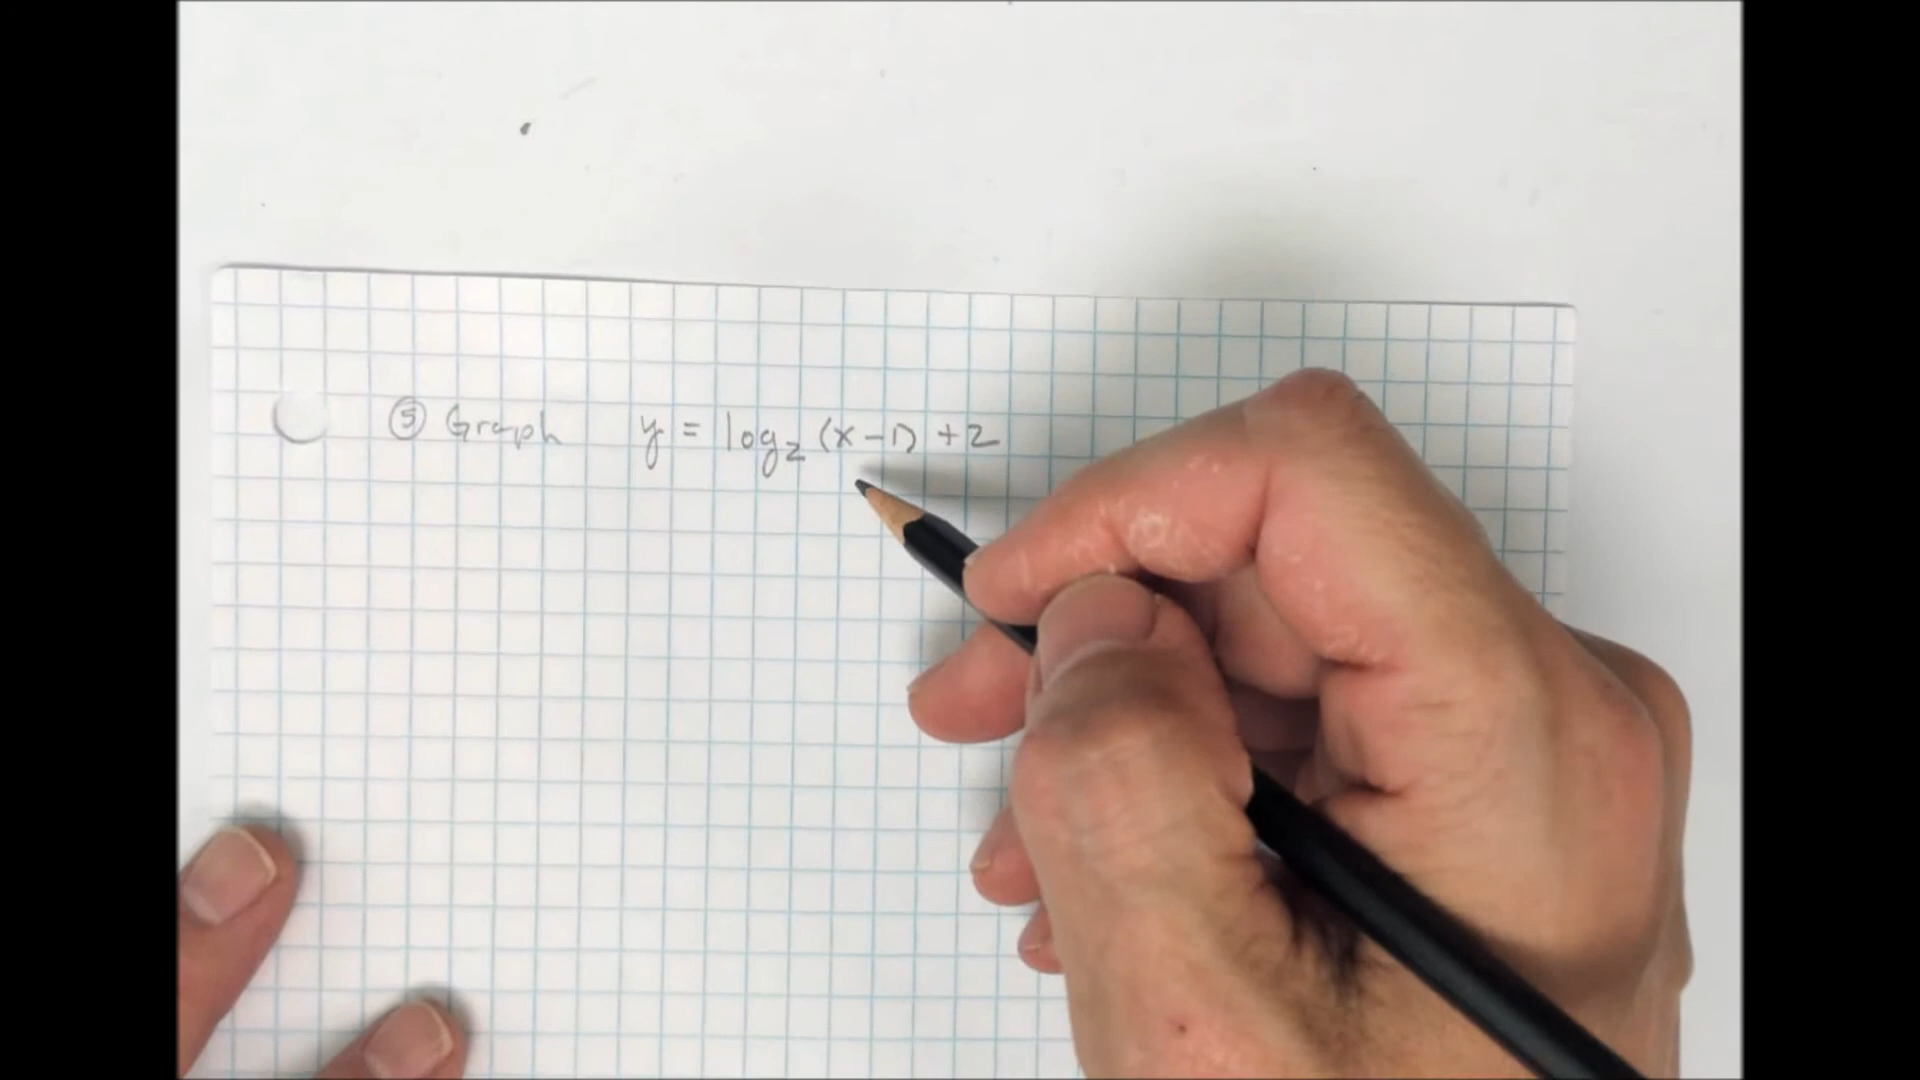 ⑤ Graph y = log₂ (x-1) +2